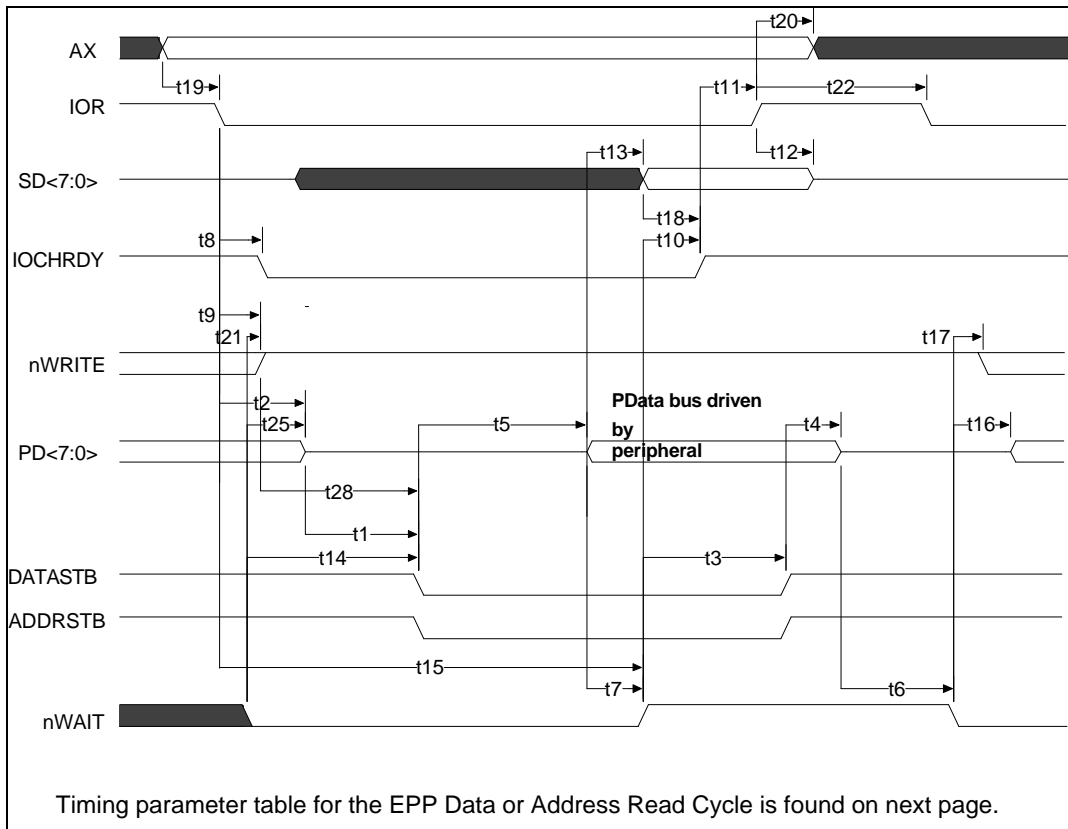 t20
AX
t19
t11
t22
IOR
t13
t12
SD<7:0>
t18
t8
t10
IOCHRDY
t9
t21
t17
nWRITE
t2
PData bus driven
t25
t5
by
t4
t16
PD<7:0>
peripheral
t28
t1
t14
t3
DATASTB
ADDRSTB
t15
t7
t6
nWAIT
Timing parameter table for the EPP Data or Address Read Cycle is found on next page.